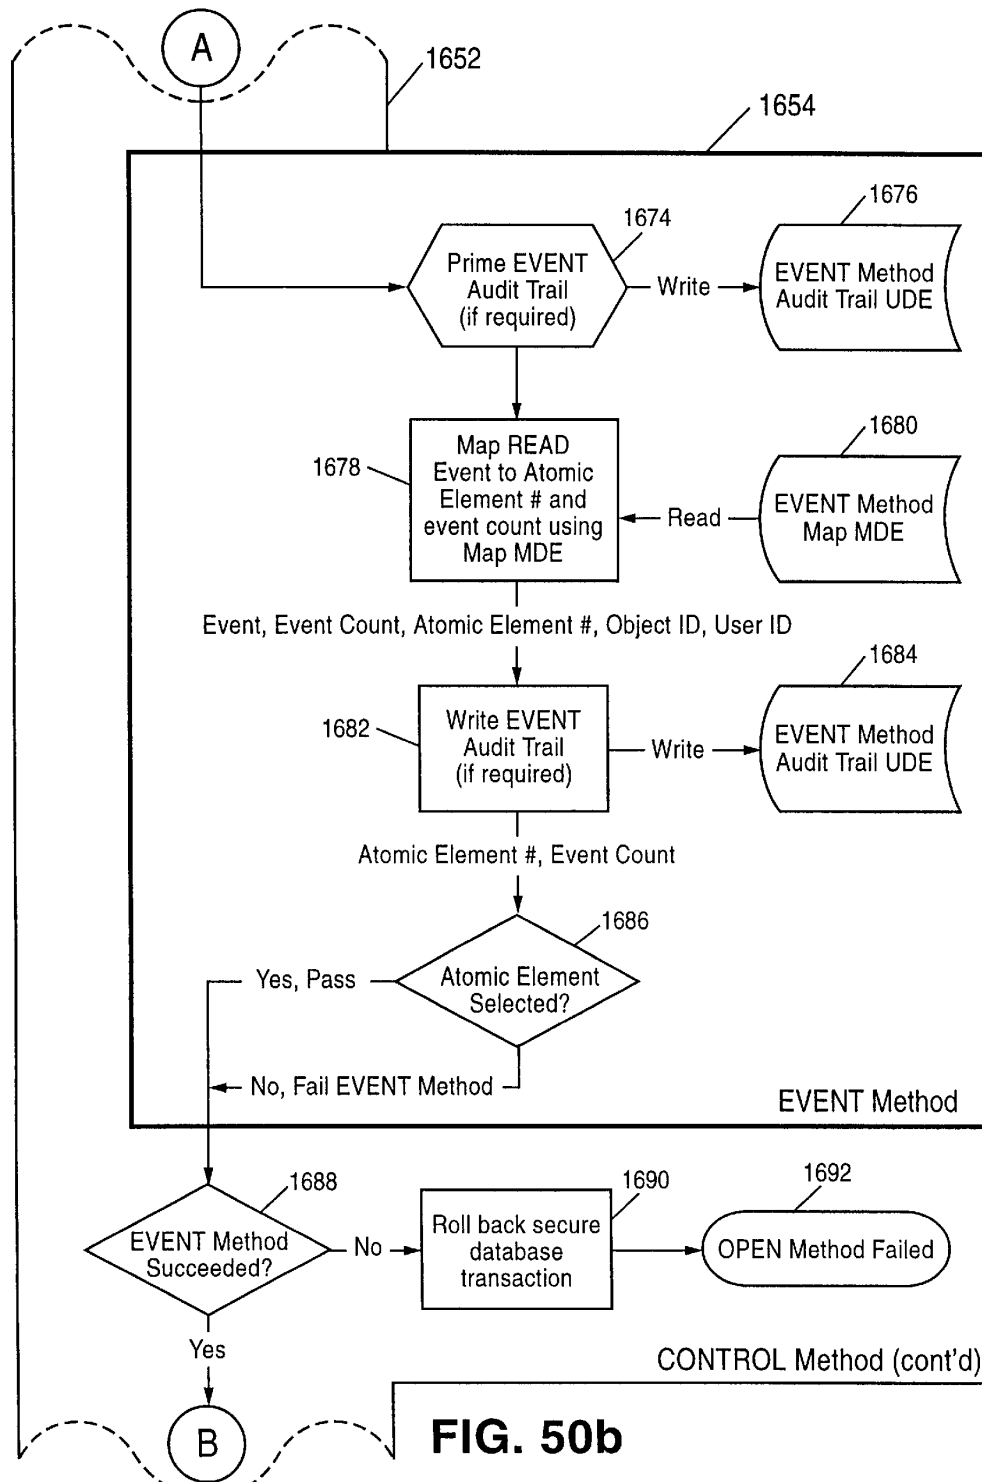 A
1652
1654
1674
1676
Prime EVENT
Audit Trail
(if required)
Write
EVENT Method
Audit Trail UDE
1678
Map READ
Event to Atomic
Element # and
event count using
Map MDE
Read
1680
EVENT Method
Map MDE
Event, Event Count, Atomic Element #, Object ID, User ID
1682
Write EVENT
Audit Trail
(if required)
Write
1684
EVENT Method
Audit Trail UDE
Atomic Element #, Event Count
1686
Atomic Element
Selected?
Yes, Pass
No, Fail EVENT Method
EVENT Method
1688
EVENT Method
Succeeded?
No
1690
Roll back secure
database
transaction
1692
OPEN Method Failed
Yes
CONTROL Method (cont'd)
B
FIG. 50b